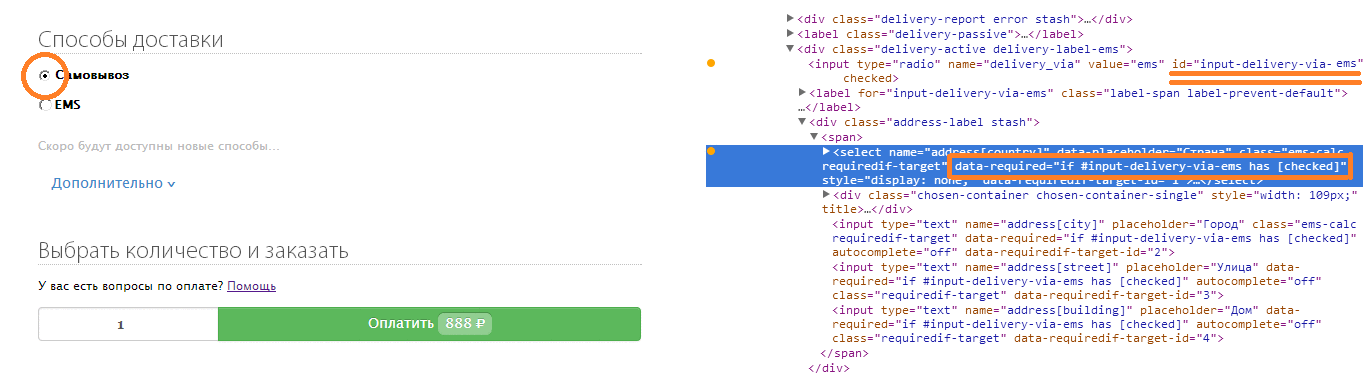 Способы доставки
Самовывоз
EMS
Скоро будут доступны новые способы...
Дополнительно
Выбрать количество и заказать
У вас есть вопросы по оплате? Помощь
1
Оплатить 888 ₽
<div class="delivery-report error stash">…</div>
<label class="delivery-passive">…</label>
<div class="delivery-active delivery-label-ems">
<input type="radio" name="delivery_via" value="ems" id="input-delivery-via-ems"
checked>
<label for="input-delivery-via-ems" class="label-span label-prevent-default">
…</label>
<div class="address-label stash">
<span>
<select name="address[country]" data-placeholder="Страна" class="ems-calc
requiredif-target" data-required="if #input-delivery-via-ems has [checked]"
style="display: none;" data-required-target-id="1">…</select>
<div class="chosen-container chosen-container-single" style="width: 109px;"
title>…</div>
<input type="text" name="address[city]" placeholder="Город" class="ems-calc
requiredif-target" data-required="if #input-delivery-via-ems has [checked]"
autocomplete="off" data-required-target-id="2">
<input type="text" name="address[street]" placeholder="Улица" data-
required="if #input-delivery-via-ems has [checked]" autocomplete="off"
class="requiredif-target" data-required-target-id="3">
<input type="text" name="address[building]" placeholder="Дом" data-
required="if #input-delivery-via-ems has [checked]" autocomplete="off"
class="requiredif-target" data-required-target-id="4">
</span>
</div>